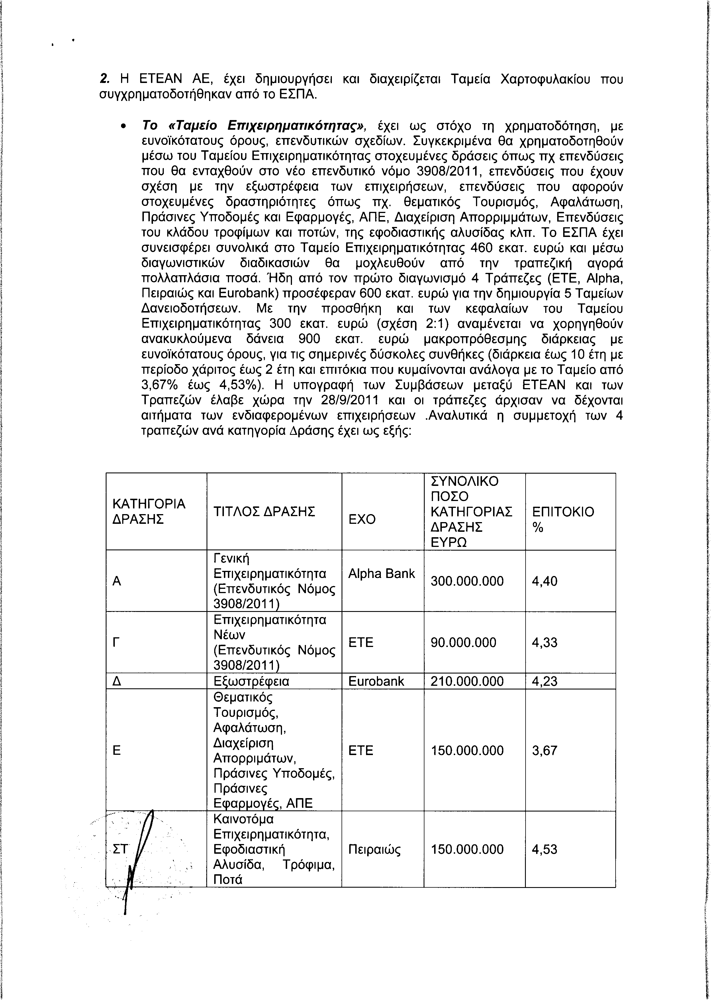 2. Η ΕΤΕΑΝ ΑΕ, έχει δημιουργήσει και διαχειρίζεται Ταμεία Χαρτοφυλακίου που
συγχρηματοδοτήθηκαν από το ΕΣΠΑ.
• Το «Ταμείο Επιχειρηματικότητας», έχει ως στόχο τη χρηματοδότηση, με
ευνοϊκότατους όρους, επενδυτικών σχεδίων. Συγκεκριμένα θα χρηματοδοτηθούν
μέσω του Ταμείου Επιχειρηματικότητας στοχευμένες δράσεις όπως πχ επενδύσεις
που θα ενταχθούν στο νέο επενδυτικό νόμο 3908/2011, επενδύσεις που έχουν
σχέση με την εξωστρέφεια των επιχειρήσεων, επενδύσεις που αφορούν
στοχευμένες δραστηριότητες όπως πχ. θεματικός Τουρισμός, Αφαλάτωση,
Πράσινες Υποδομές και Εφαρμογές, ΑΠΕ, Διαχείριση Απορριμμάτων, Επενδύσεις
του κλάδου τροφίμων και ποτών, της εφοδιαστικής αλυσίδας κλπ. Το ΕΣΠΑ έχει
συνεισφέρει συνολικά στο Ταμείο Επιχειρηματικότητας 460 εκατ. ευρώ και μέσω
διαγωνιστικών διαδικασιών θα μοχλευθούν από την τραπεζική αγορά
πολλαπλάσια ποσά. Ήδη από τον πρώτο διαγωνισμό 4 Τράπεζες (ΕΤΕ, Alpha,
Πειραιώς και Eurobank) προσέφεραν 600 εκατ. ευρώ για την δημιουργία 5 Ταμείων
Δανειοδοτήσεων. Με την προσθήκη και των κεφαλαίων του Ταμείου
Επιχειρηματικότητας 300 εκατ. ευρώ (σχέση 2:1) αναμένεται να χορηγηθούν
ανακυκλούμενα δάνεια 900 εκατ. ευρώ μακροπρόθεσμης διάρκειας με
ευνοϊκότατους όρους, για τις σημερινές δύσκολες συνθήκες (διάρκεια έως 10 έτη με
περίοδο χάριτος έως 2 έτη και επιτόκια που κυμαίνονται ανάλογα με το Ταμείο από
3,67% έως 4,53%). Η υπογραφή των Συμβάσεων μεταξύ ΕΤΕΑΝ και των
Τραπεζών έλαβε χώρα την 28/9/2011 και οι τράπεζες άρχισαν να δέχονται
αιτήματα των ενδιαφερομένων επιχειρήσεων .Αναλυτικά η συμμετοχή των 4
τραπεζών ανά κατηγορία Δράσης έχει ως εξής:
ΚΑΤΗΓΟΡΙΑ
ΔΡΑΣΗΣ
ΤΙΤΛΟΣ ΔΡΑΣΗΣ
ΕΧΟ
ΣΥΝΟΛΙΚΟ
ΠΟΣΟ
ΚΑΤΗΓΟΡΙΑΣ
ΔΡΑΣΗΣ
ΕΥΡΩ
ΕΠΙΤΟΚΙΟ
%
Α
Γενική
Επιχειρηματικότητα
(Επενδυτικός Νόμος
3908/2011)
Alpha Bank
300.000.000
4,40
Γ
Επιχειρηματικότητα
Νέων
(Επενδυτικός Νόμος
3908/2011)
ΕΤΕ
90.000.000
4,33
Δ
Εξωστρέφεια
Eurobank
210.000.000
4,23
Ε
Θεματικός
Τουρισμός,
Αφαλάτωση,
Διαχείριση
Απορριμάτων,
Πράσινες Υποδομές,
Πράσινες
Εφαρμογές, ΑΠΕ
ΕΤΕ
150.000.000
3,67
ΣΤ
Καινοτόμα
Επιχειρηματικότητα,
Εφοδιαστική
Αλυσίδα, Τρόφιμα,
Ποτά
Πειραιώς
150.000.000
4,53